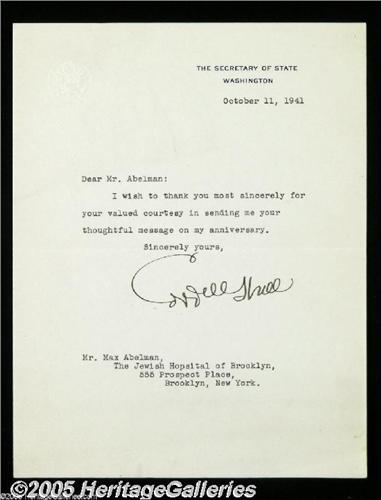 THE SECRETARY OF STATE
WASHINGTON
October 11, 1941
Dear Mr. Abelman:
I wish to thank you most sincerely for
your valued courtesy in sending me your
thoughtful message on my anniversary.
Sincerely yours,
Cordell Hull
Mr. Max Abelman,
The Jewish Hopsital of Brooklyn,
555 Prospect Place,
Brooklyn, New York.
©2005 HeritageGalleries